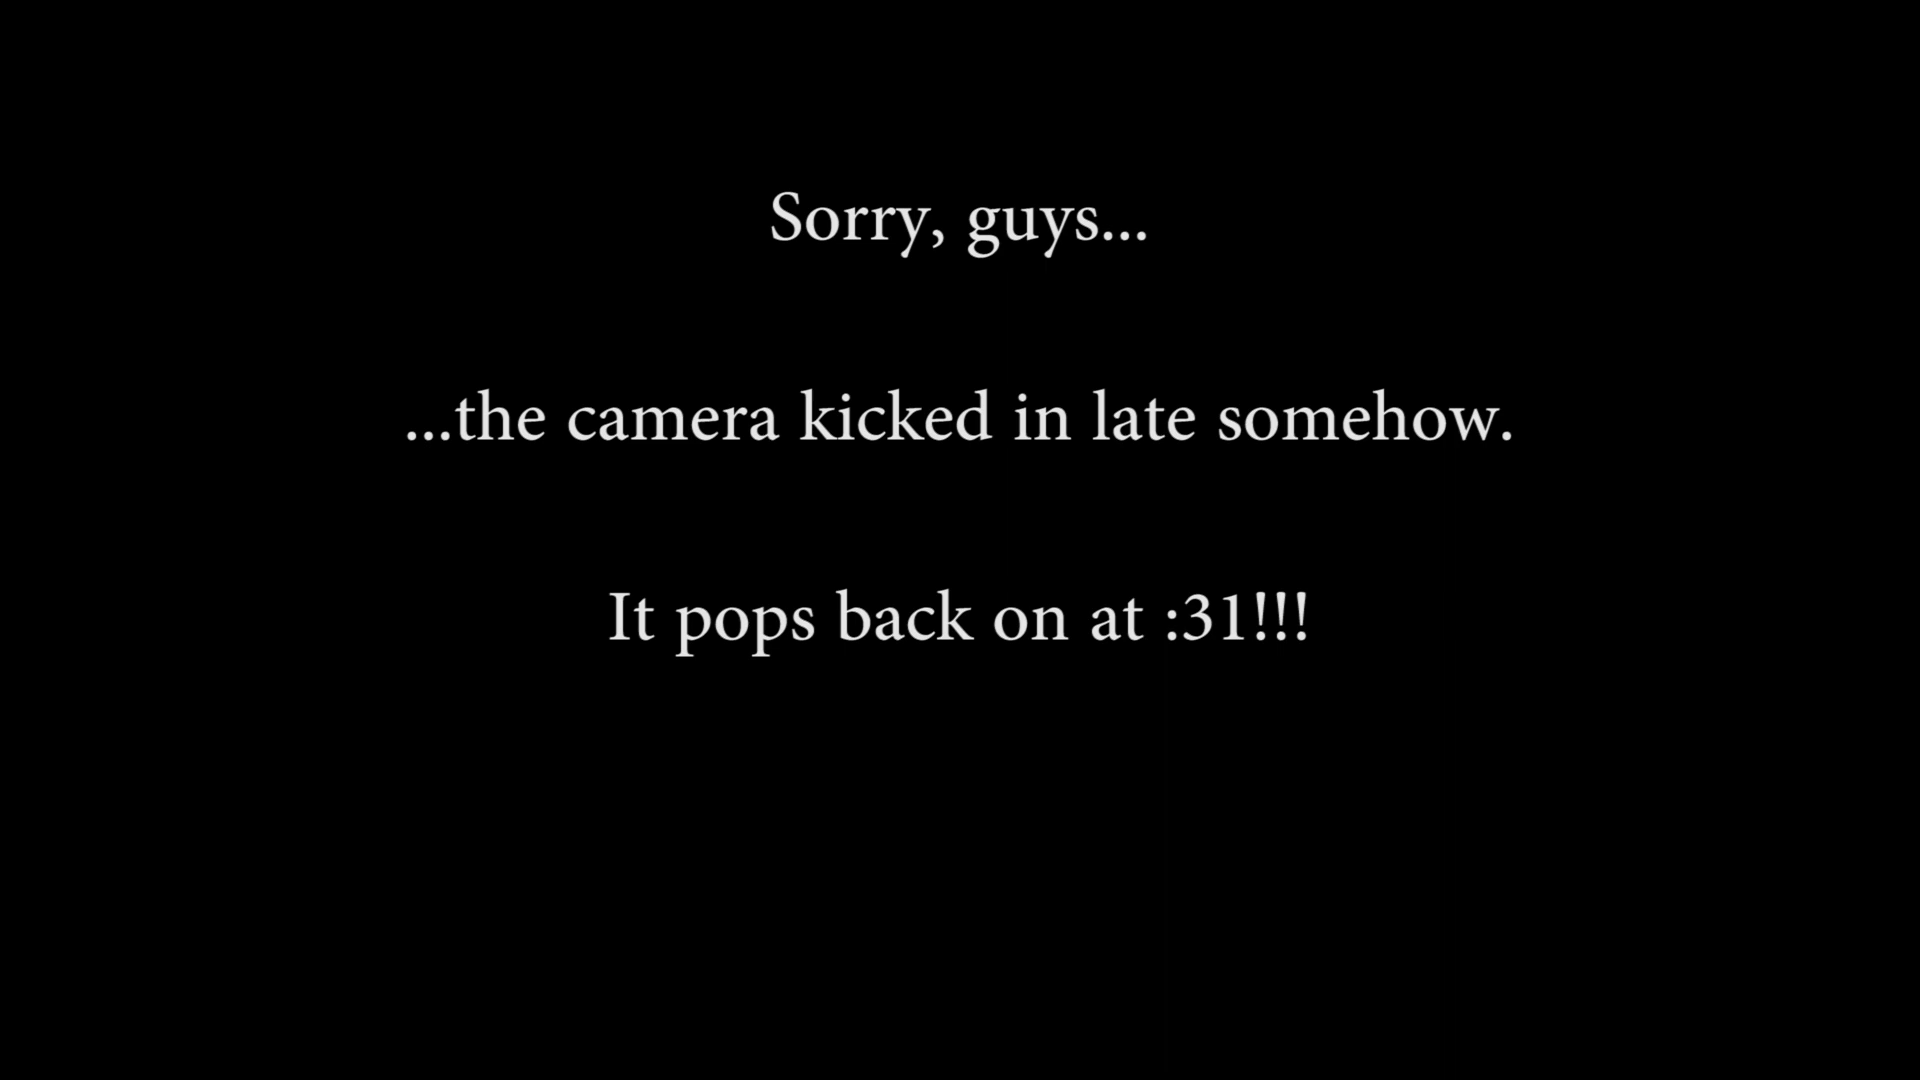 Sorry, guys...
...the camera kicked in late somehow.
It pops back on at :31!!!